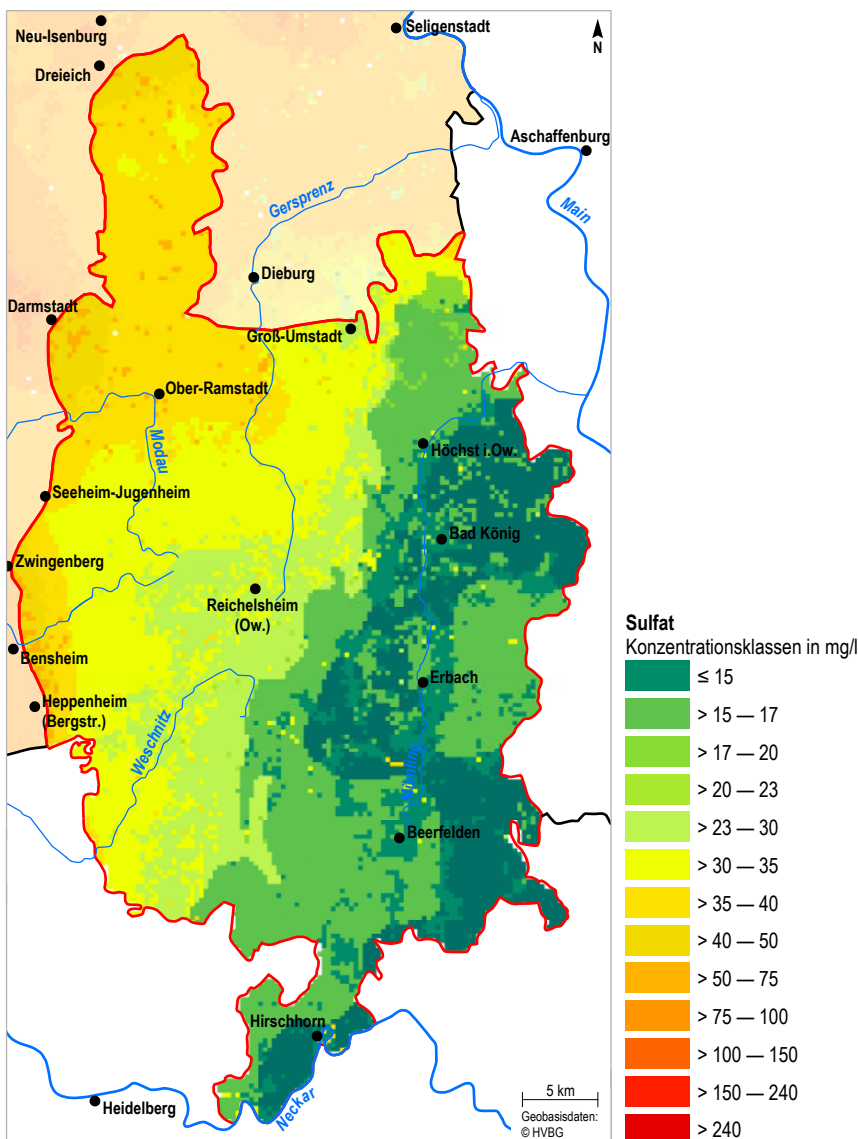 Neu-Isenburg
Seligenstadt
N
Dreieich
Aschaffenburg
Gersprenz
Main
Dieburg
Darmstadt
Groß-Umstadt
Ober-Ramstadt
Modau
Höchst i.Ow.
Seeheim-Jugenheim
Bad König
Zwingenberg
Reichelsheim
(Ow.)
Bensheim
Erbach
Heppenheim
(Bergstr.)
Weschnitz
Mümling
Beerfelden
Hirschhorn
Heidelberg
Neckar
5 km
Geobasisdaten:
© HVBG
Sulfat
Konzentrationsklassen in mg/l
≤ 15
> 15 — 17
> 17 — 20
> 20 — 23
> 23 — 30
> 30 — 35
> 35 — 40
> 40 — 50
> 50 — 75
> 75 — 100
> 100 — 150
> 150 — 240
> 240